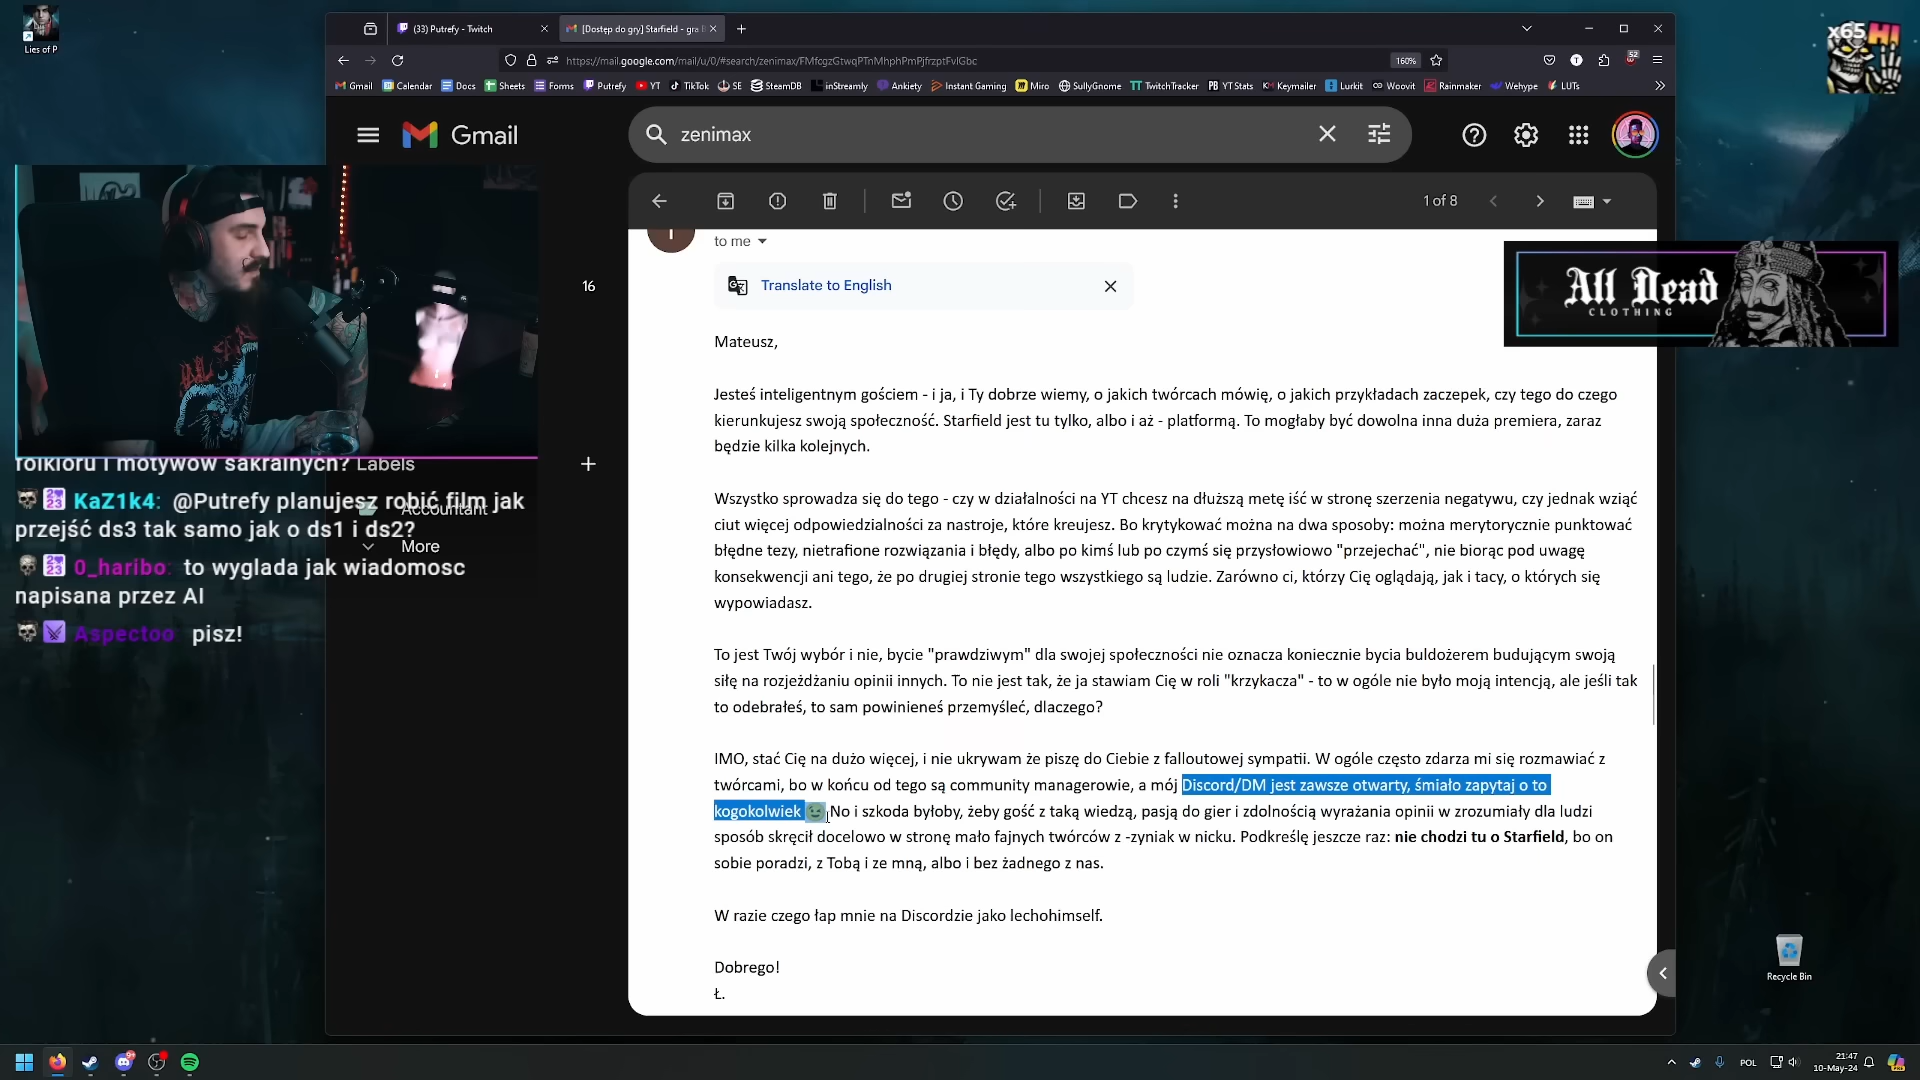 Lies of P
(33) Putrefy - Twitch
[Dostęp do gry] Starfield - gra B
https://mail.google.com/mail/u/0/#search/zenimax/FMfcgzGtwqPTnMhphPmPjfrzptFvlGbc
160%
52
Gmail Calendar Docs Sheets Forms Putrefy YT TikTok SE SteamDB inStreamly Ankiety Instant Gaming Miro SullyGnome TwitchTracker YT Stats Keymailer Lurkit Woovit Rainmaker Wehype LUTs
x65 HI
Gmail
zenimax
1 of 8
to me
16
Translate to English
All Dead
CLOTHING
Mateusz,
Jesteś inteligentnym gościem - i ja, i Ty dobrze wiemy, o jakich twórcach mówię, o jakich przykładach zaczepek, czy tego do czego
kierunkujesz swoją społeczność. Starfield jest tu tylko, albo i aż - platformą. To mogłaby być dowolna inna duża premiera, zaraz
będzie kilka kolejnych.
Wszystko sprowadza się do tego - czy w działalności na YT chcesz na dłuższą metę iść w stronę szerzenia negatywu, czy jednak wziąć
ciut więcej odpowiedzialności za nastroje, które kreujesz. Bo krytykować można na dwa sposoby: można merytorycznie punktować
błędne tezy, nietrafione rozwiązania i błędy, albo po kimś lub po czymś się przysłowiowo "przejechać", nie biorąc pod uwagę
konsekwencji ani tego, że po drugiej stronie tego wszystkiego są ludzie. Zarówno ci, którzy Cię oglądają, jak i tacy, o których się
wypowiadasz.
To jest Twój wybór i nie, bycie "prawdziwym" dla swojej społeczności nie oznacza koniecznie bycia buldożerem budującym swoją
siłę na rozjeżdżaniu opinii innych. To nie jest tak, że ja stawiam Cię w roli "krzykacza" - to w ogóle nie było moją intencją, ale jeśli tak
to odebrałeś, to sam powinieneś przemyśleć, dlaczego?
IMO, stać Cię na dużo więcej, i nie ukrywam że piszę do Ciebie z falloutowej sympatii. W ogóle często zdarza mi się rozmawiać z
twórcami, bo w końcu od tego są community managerowie, a mój Discord/DM jest zawsze otwarty, śmiało zapytaj o to
kogokolwiek 😉 No i szkoda byłoby, żeby gość z taką wiedzą, pasją do gier i zdolnością wyrażania opinii w zrozumiały dla ludzi
sposób skręcił docelowo w stronę mało fajnych twórców z -zyniak w nicku. Podkreślę jeszcze raz: nie chodzi tu o Starfield, bo on
sobie poradzi, z Tobą i ze mną, albo i bez żadnego z nas.
W razie czego łap mnie na Discordzie jako lechohimself.
Dobrego!
Ł.
folkloru i motywów sakralnych?
Labels
Accountant
More
KaZ1k4: @Putrefy planujesz robić film jak
przejść ds3 tak samo jak o ds1 i ds2?
0_haribo: to wyglada jak wiadomosc
napisana przez AI
Aspectoo pisz!
Recycle Bin
POL
21:47
10-May-24